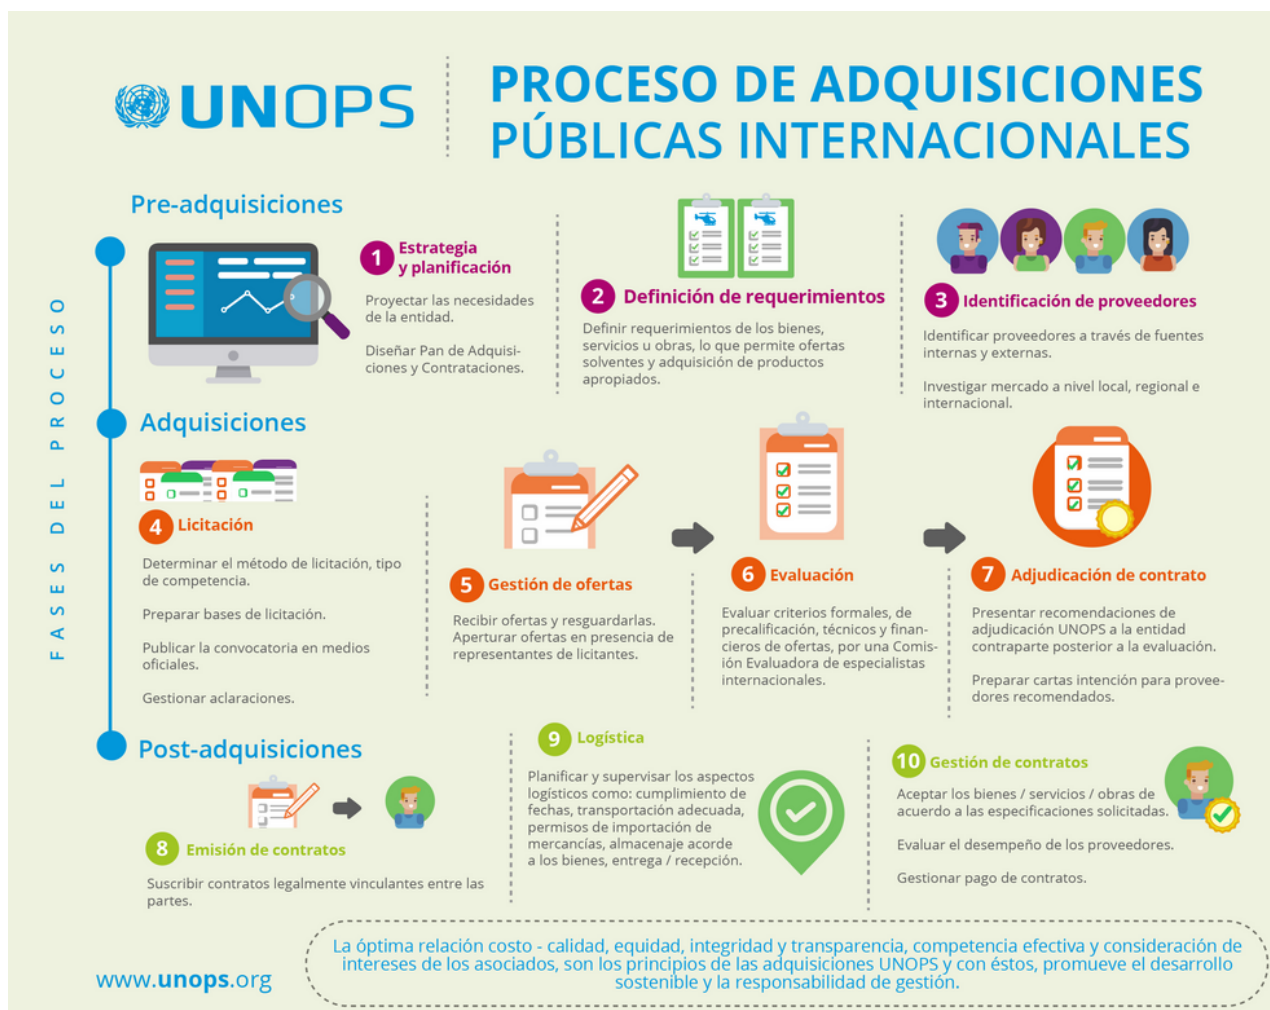 UNOPS
PROCESO DE ADQUISICIONES
PÚBLICAS INTERNACIONALES
FASES DEL PROCESO
Pre-adquisiciones
1 Estrategia
y planificación
Proyectar las necesidades
de la entidad.
Diseñar Pan de Adquisi-
ciones y Contrataciones.
2 Definición de requerimientos
Definir requerimientos de los bienes,
servicios u obras, lo que permite ofertas
solventes y adquisición de productos
apropiados.
3 Identificación de proveedores
Identificar proveedores a través de fuentes
internas y externas.
Investigar mercado a nivel local, regional e
internacional.
Adquisiciones
4 Licitación
Determinar el método de licitación, tipo
de competencia.
Preparar bases de licitación.
Publicar la convocatoria en medios
oficiales.
Gestionar aclaraciones.
5 Gestión de ofertas
Recibir ofertas y resguardarlas.
Aperturar ofertas en presencia de
representantes de licitantes.
6 Evaluación
Evaluar criterios formales, de
precalificación, técnicos y finan-
cieros de ofertas, por una Comis-
ión Evaluadora de especialistas
internacionales.
7 Adjudicación de contrato
Presentar recomendaciones de
adjudicación UNOPS a la entidad
contraparte posterior a la evaluación.
Preparar cartas intención para provee-
dores recomendados.
Post-adquisiciones
8 Emisión de contratos
Suscribir contratos legalmente vinculantes entre las
partes.
9 Logística
Planificar y supervisar los aspectos
logísticos como: cumplimiento de
fechas, transportación adecuada,
permisos de importación de
mercancías, almacenaje acorde
a los bienes, entrega / recepción.
10 Gestión de contratos
Aceptar los bienes / servicios / obras de
acuerdo a las especificaciones solicitadas.
Evaluar el desempeño de los proveedores.
Gestionar pago de contratos.
www.unops.org
La óptima relación costo - calidad, equidad, integridad y transparencia, competencia efectiva y consideración de
intereses de los asociados, son los principios de las adquisiciones UNOPS y con éstos, promueve el desarrollo
sostenible y la responsabilidad de gestión.